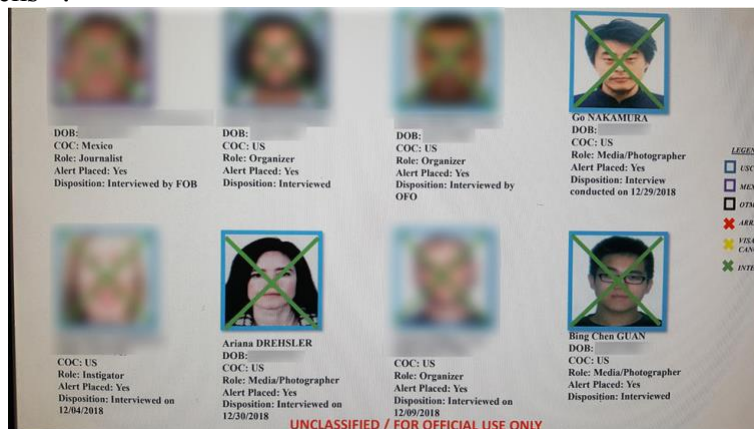 DOB:
COC: Mexico
Role: Journalist
Alert Placed: Yes
Disposition: Interviewed by FOB
DOB:
COC: US
Role: Organizer
Alert Placed: Yes
Disposition: Interviewed
DOB:
COC: US
Role: Organizer
Alert Placed: Yes
Disposition: Interviewed by
OFO
Go NAKAMURA
DOB:
COC: US
Role: Media/Photographer
Alert Placed: Yes
Disposition: Interview
conducted on 12/29/2018
COC: US
Role: Instigator
Alert Placed: Yes
Disposition: Interviewed on
12/04/2018
Ariana DREHSLER
DOB:
COC: US
Role: Media/Photographer
Alert Placed: Yes
Disposition: Interviewed on
12/30/2018
COC: US
Role: Organizer
Alert Placed: Yes
Disposition: Interviewed on
12/09/2018
Bing Chen GUAN
DOB:
COC: US
Role: Media/Photographer
Alert Placed: Yes
Disposition: Interviewed
UNCLASSIFIED / FOR OFFICIAL USE ONLY